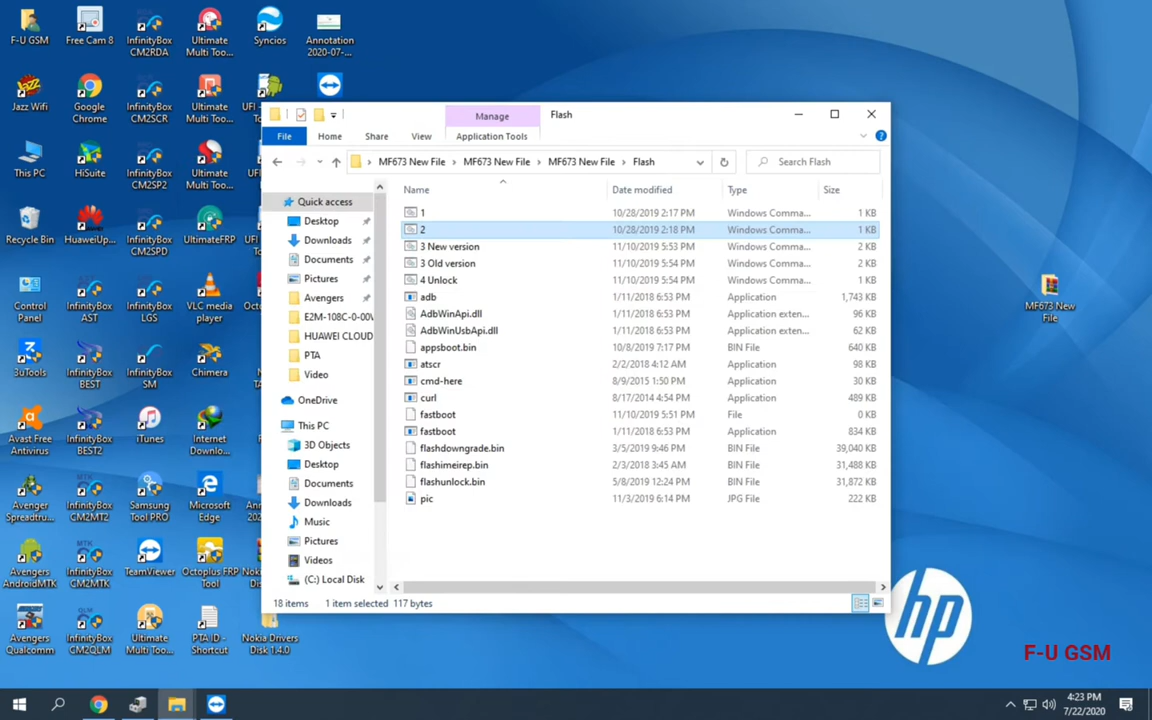 F-U GSM
Free Cam 8
InfinityBox
CM2RDA
Ultimate
Multi Too...
Syncios
Annotation
2020-07-...
Jazz Wifi
Google
Chrome
InfinityBox
CM2SCR
Ultimate
Multi Too...
This PC
HiSuite
InfinityBox
CM2SP2
Ultimate
Multi Too...
Recycle Bin
HuaweiUp...
InfinityBox
CM2SPD
UltimateFRP
Control
Panel
InfinityBox
AST
InfinityBox
LGS
VLC media
player
3uTools
InfinityBox
BEST
InfinityBox
SM
Chimera
Avast Free
Antivirus
InfinityBox
BEST2
iTunes
Internet
Downlo...
Avenger
Spreadtru...
InfinityBox
CM2MT2
Samsung
Tool PRO
Microsoft
Edge
Avengers
AndroidMTK
InfinityBox
CM2MTK
TeamViewer
Octoplus FRP
Tool
Avengers
Qualcomm
InfinityBox
CM2QLM
Ultimate
Multi Too...
PTA ID -
Shortcut
Nokia Drivers
Disk 1.4.0
Manage
Flash
File
Home
Share
View
Application Tools
MF673 New File
MF673 New File
MF673 New File
Flash
Search Flash
Quick access
Desktop
Downloads
Documents
Pictures
Avengers
HUAWEI CLOUD
PTA
Video
OneDrive
This PC
3D Objects
Desktop
Documents
Downloads
Music
Pictures
Videos
(C:) Local Disk
Name Date modified Type Size
1 10/28/2019 2:17 PM Windows Comma... 1 KB
2 10/28/2019 2:18 PM Windows Comma... 1 KB
3 New version 11/10/2019 5:53 PM Windows Comma... 2 KB
3 Old version 11/10/2019 5:54 PM Windows Comma... 2 KB
4 Unlock 11/10/2019 5:54 PM Windows Comma... 2 KB
adb 1/11/2018 6:53 PM Application 1,743 KB
AdbWinApi.dll 1/11/2018 6:53 PM Application exten... 96 KB
AdbWinUsbApi.dll 1/11/2018 6:53 PM Application exten... 62 KB
appsboot.bin 10/8/2019 7:17 PM BIN File 640 KB
atscr 2/2/2018 4:12 AM Application 98 KB
cmd-here 8/9/2015 1:50 PM Application 30 KB
curl 8/17/2014 4:54 PM Application 489 KB
fastboot 11/10/2019 5:51 PM File 0 KB
fastboot 1/11/2018 6:53 PM Application 834 KB
flashdowngrade.bin 3/5/2019 9:46 PM BIN File 39,040 KB
flashimeirep.bin 2/3/2018 3:45 AM BIN File 31,488 KB
flashunlock.bin 5/8/2019 12:24 PM BIN File 31,872 KB
pic 11/3/2019 6:14 PM JPG File 222 KB
18 items 1 item selected 117 bytes
MF673 New
File
hp
F-U GSM
4:23 PM
7/22/2020